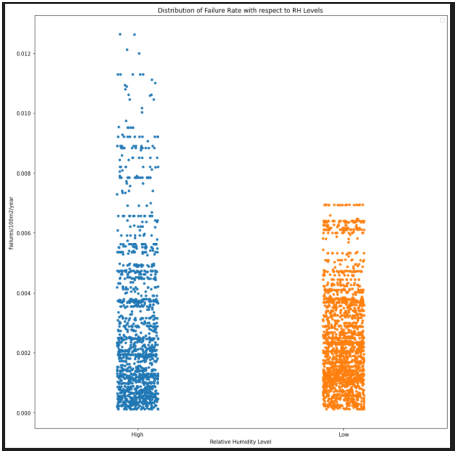 Distribution of Failure Rate with respect to RH Levels
Failures/100m2/year
0.012
0.010
0.008
0.006
0.004
0.002
0.000
High
Low
Relative Humidity Level